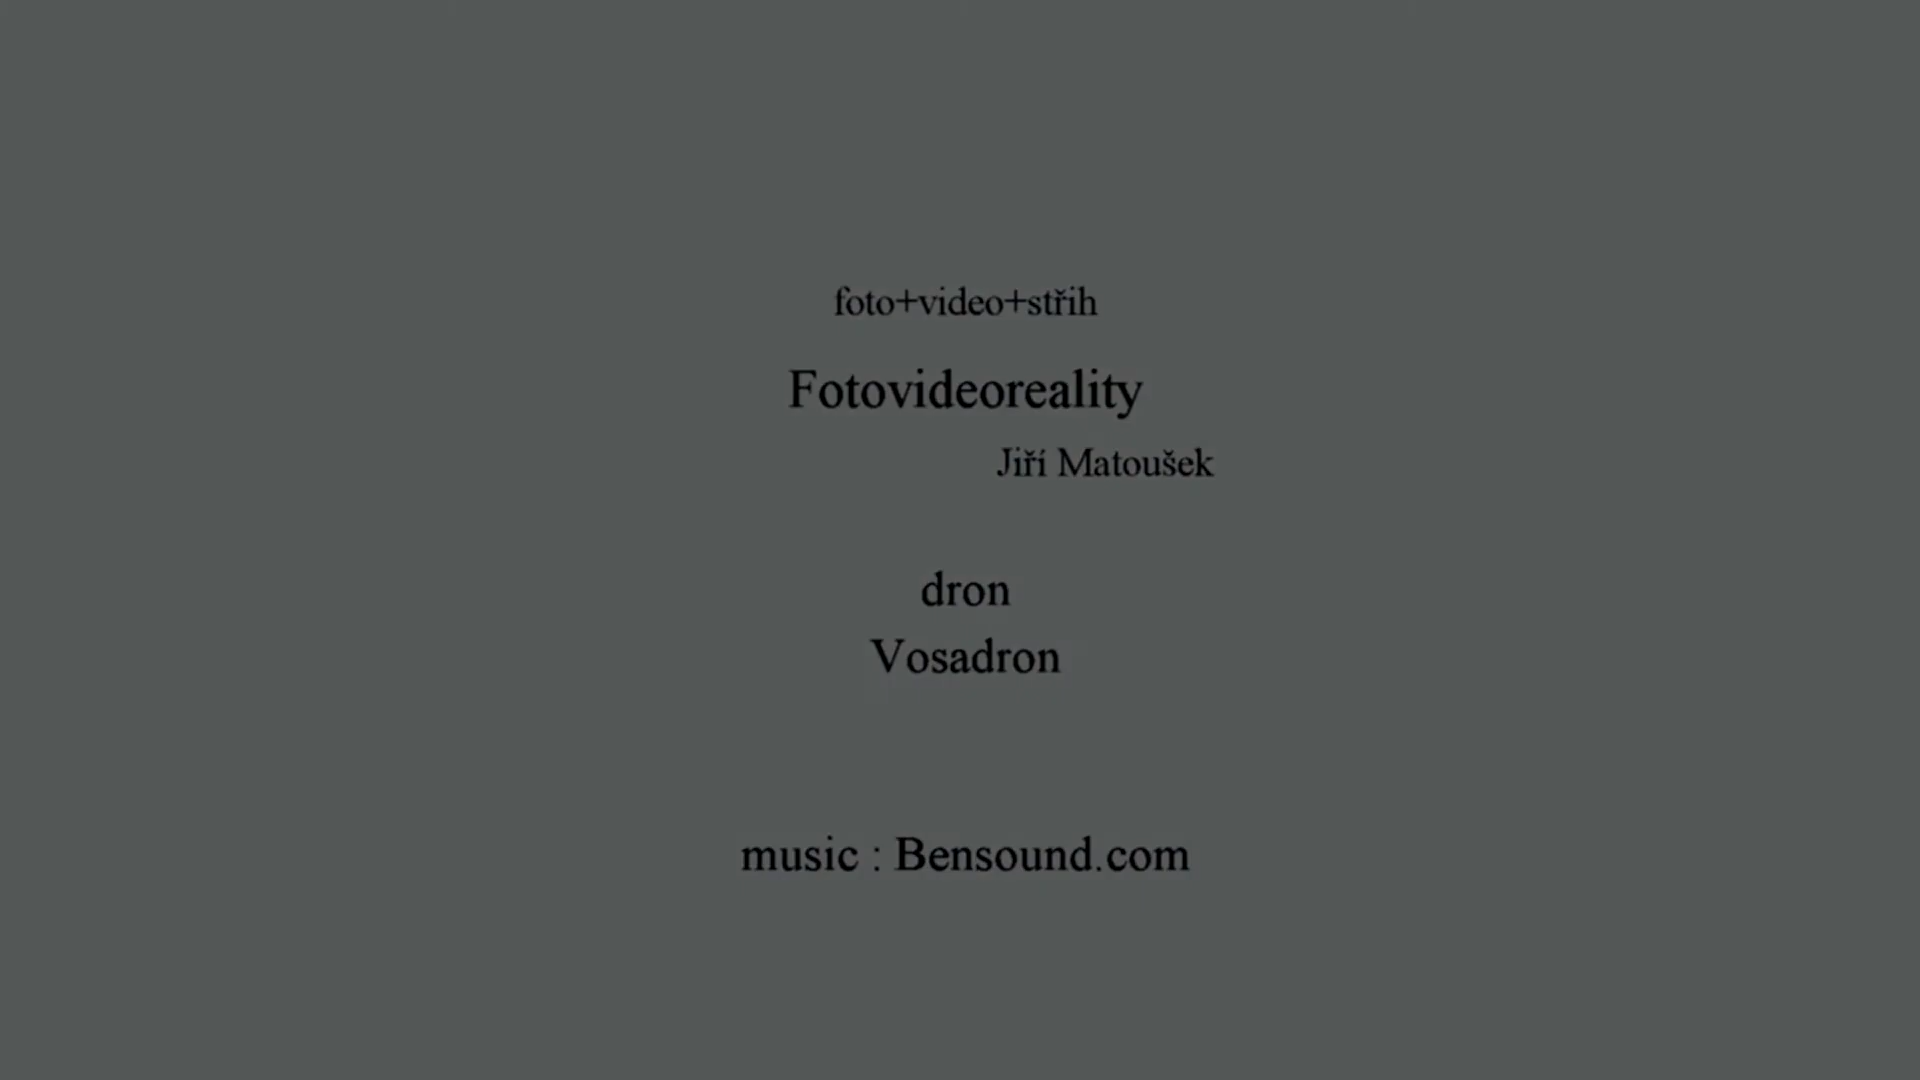 foto+video+střih
Fotovideoreality
Jiří Matoušek
dron
Vosadron
music : Bensound.com